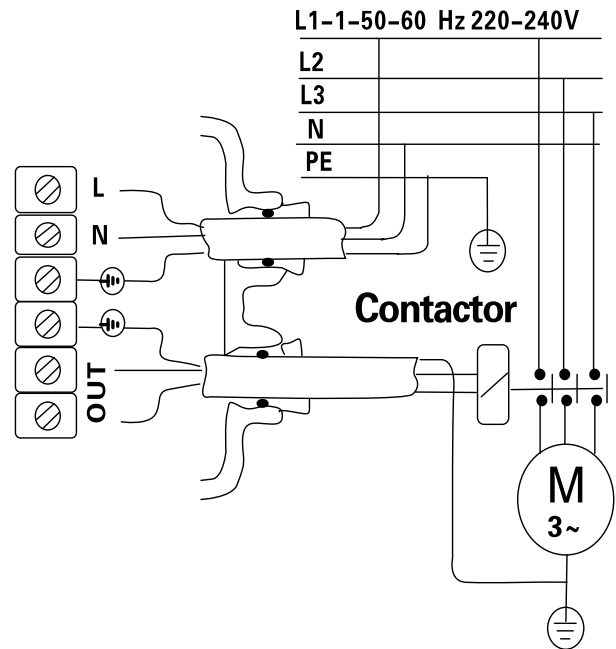 L1-1-50-60 Hz 220-240V
L2
L3
N
PE
L
N
OUT
Contactor
M
3~